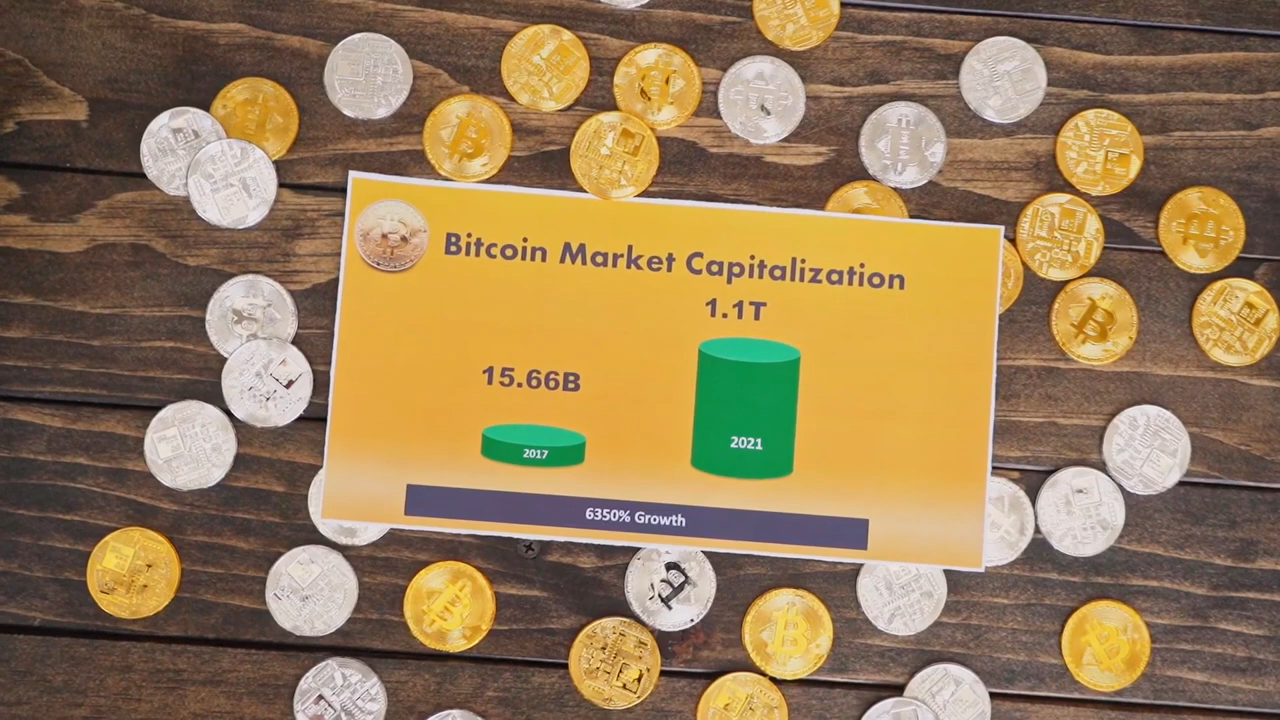 Bitcoin Market Capitalization
1.1T
15.66B
2021
2017
6350% Growth